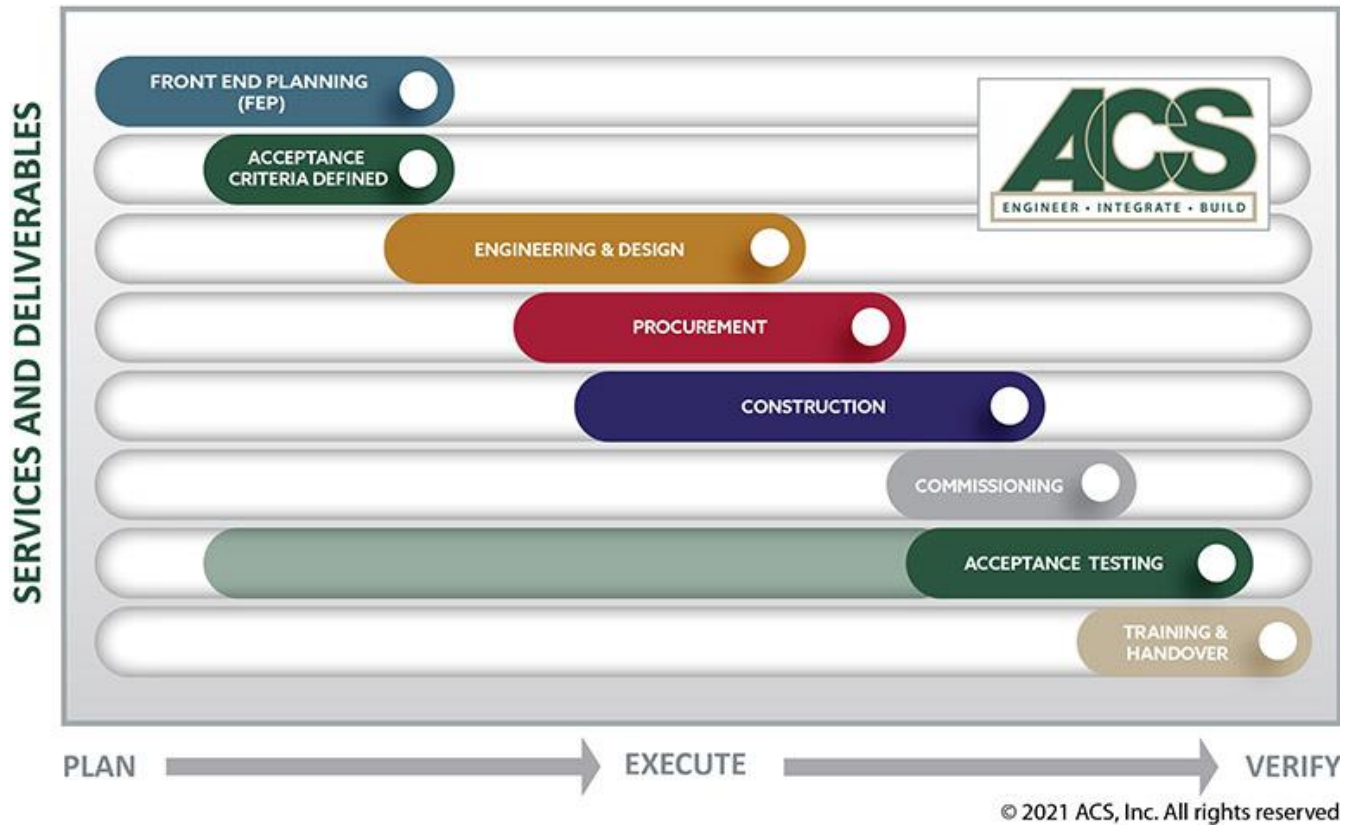 SERVICES AND DELIVERABLES
FRONT END PLANNING
(FEP)
ACS
ENGINEER • INTEGRATE • BUILD
ACCEPTANCE
CRITERIA DEFINED
ENGINEERING & DESIGN
PROCUREMENT
CONSTRUCTION
COMMISSIONING
ACCEPTANCE TESTING
TRAINING &
HANDOVER
PLAN
EXECUTE
VERIFY
© 2021 ACS, Inc. All rights reserved